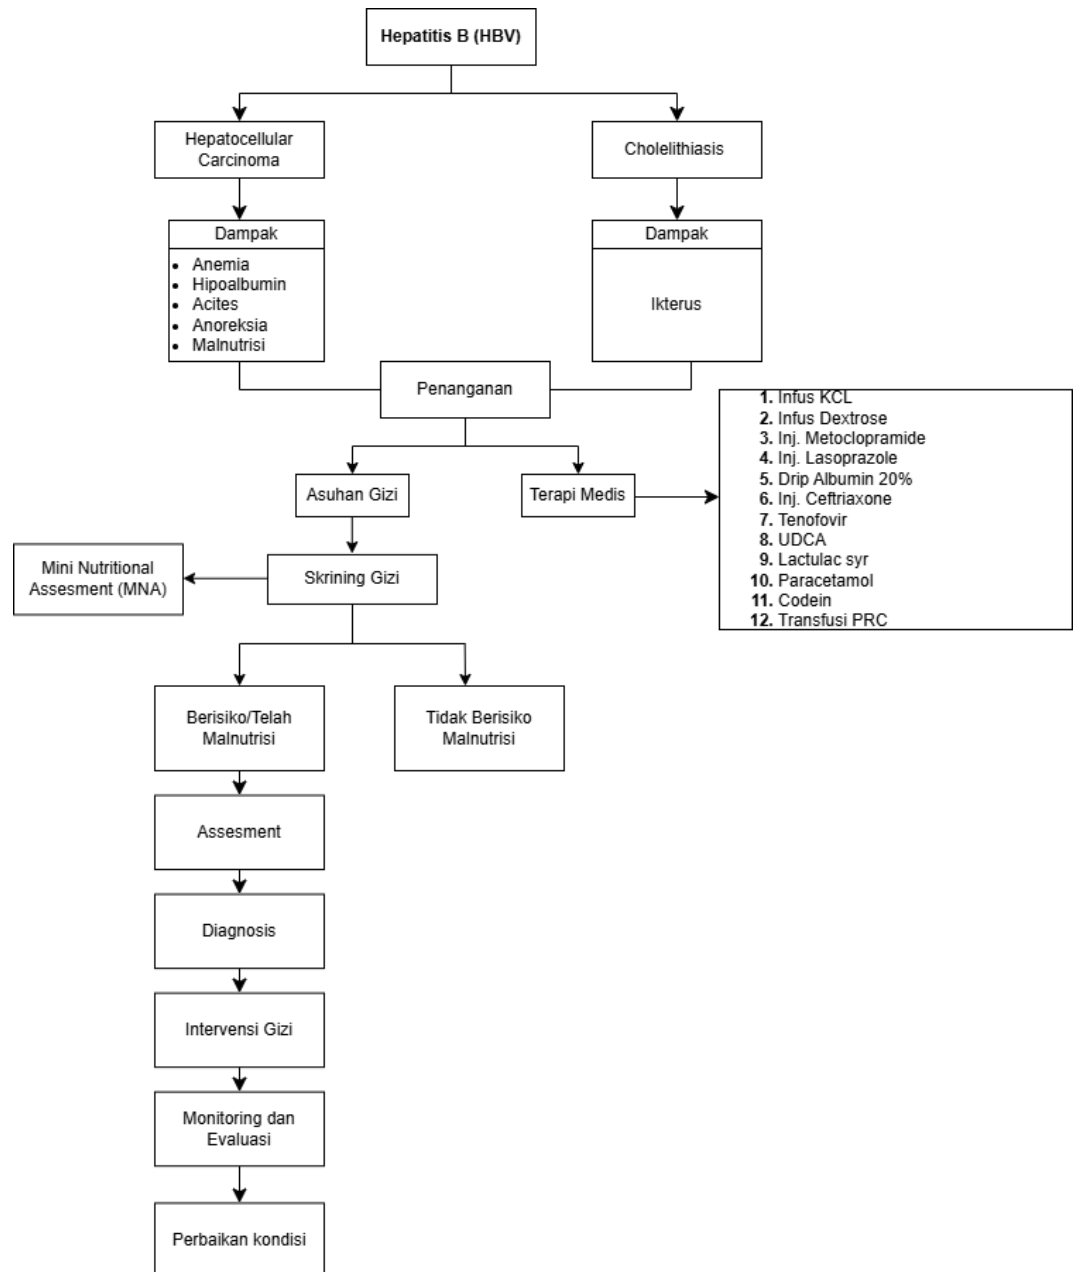 Hepatitis B (HBV)
Hepatocellular
Carcinoma
Cholelithiasis
Dampak
• Anemia
• Hipoalbumin
• Acites
• Anoreksia
• Malnutrisi
Dampak
Ikterus
Penanganan
Asuhan Gizi
Terapi Medis
1. Infus KCL
2. Infus Dextrose
3. Inj. Metoclopramide
4. Inj. Lasoprazole
5. Drip Albumin 20%
6. Inj. Ceftriaxone
7. Tenofovir
8. UDCA
9. Lactulac syr
10. Paracetamol
11. Codein
12. Transfusi PRC
Mini Nutritional
Assesment (MNA)
Skrining Gizi
Berisiko/Telah
Malnutrisi
Tidak Berisiko
Malnutrisi
Assesment
Diagnosis
Intervensi Gizi
Monitoring dan
Evaluasi
Perbaikan kondisi